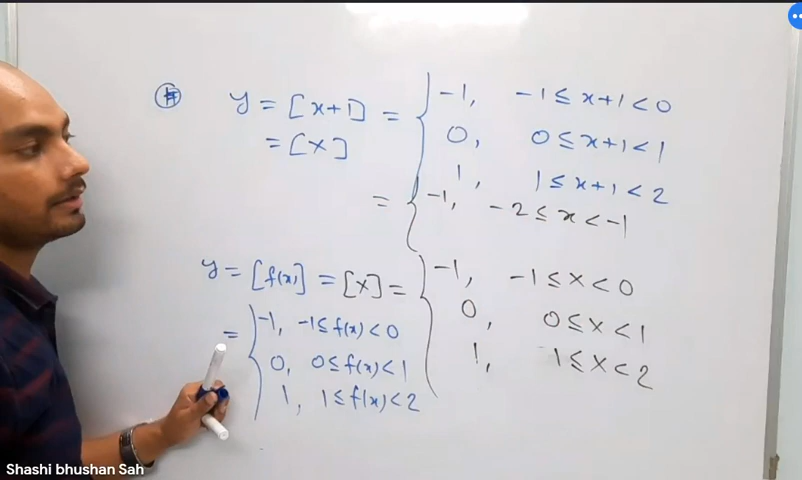 # y = [x+1] = { -1, -1 ≤ x+1 < 0
= [X] 0, 0 ≤ x+1 < 1
1, 1 ≤ x+1 < 2
= { -1, -2 ≤ x < -1
y = [f(x)] = [X] = { -1, -1 ≤ X < 0
0, 0 ≤ X < 1
1, 1 ≤ X < 2
= { -1, -1 ≤ f(x) < 0
0, 0 ≤ f(x) < 1
1, 1 ≤ f(x) < 2
Shashi bhushan Sah